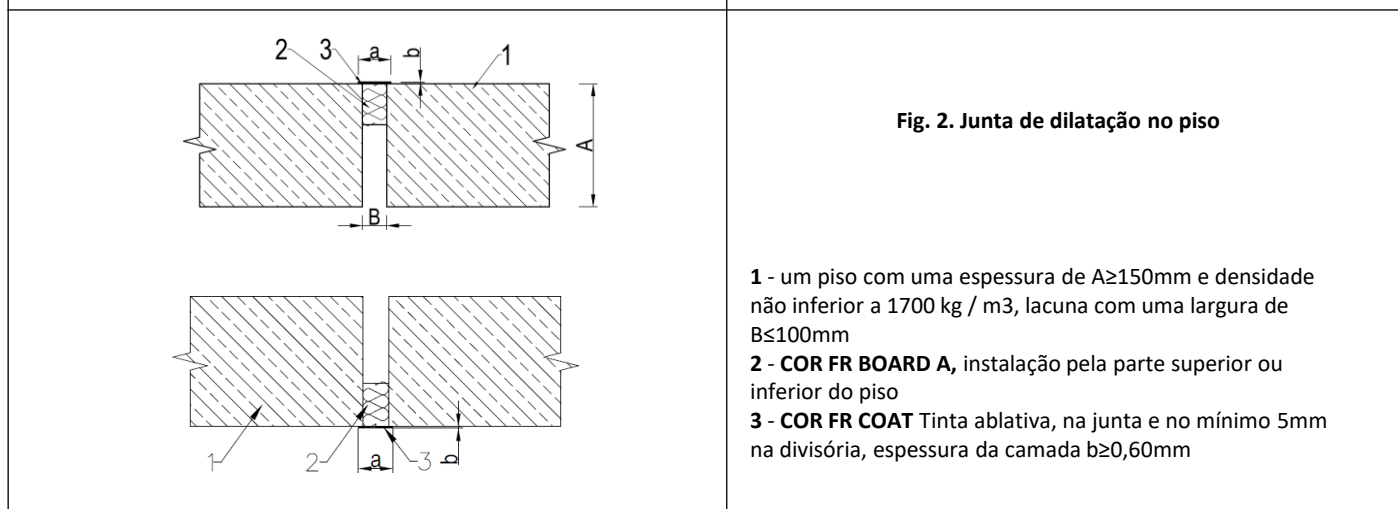 2 3 a b 1
A
B
1 2 a 3 b
Fig. 2. Junta de dilatação no piso
1 - um piso com uma espessura de A≥150mm e densidade
não inferior a 1700 kg / m3, lacuna com uma largura de
B≤100mm
2 - COR FR BOARD A, instalação pela parte superior ou
inferior do piso
3 - COR FR COAT Tinta ablativa, na junta e no mínimo 5mm
na divisória, espessura da camada b≥0,60mm